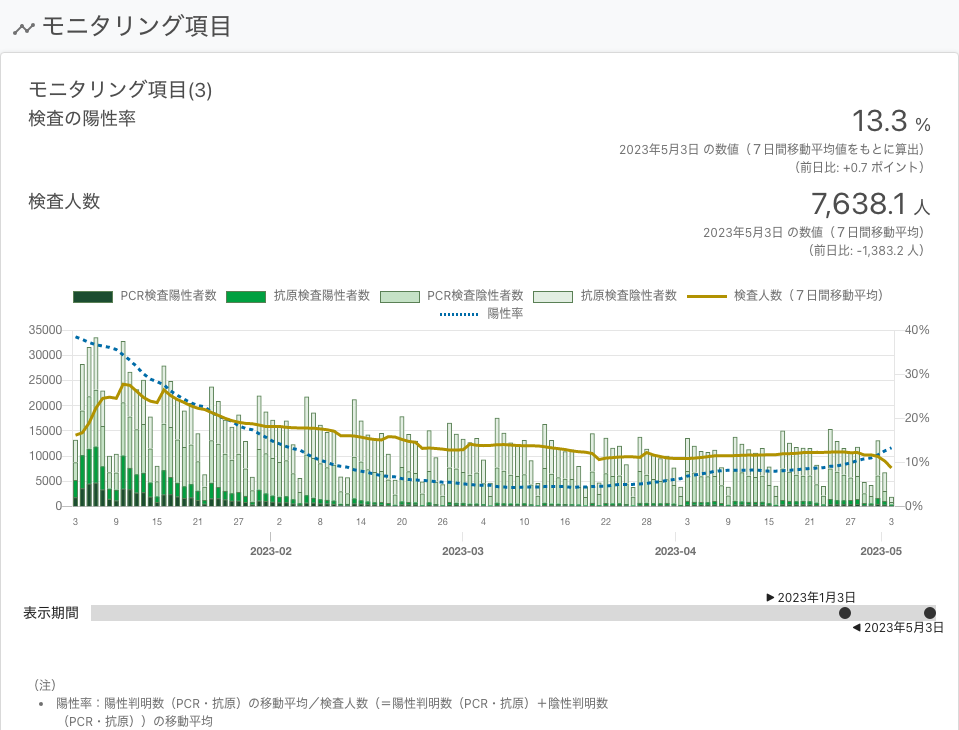 モニタリング項目
モニタリング項目(3)
検査の陽性率
13.3 %
2023年5月3日 の数値（７日間移動平均値をもとに算出）
（前日比: +0.7 ポイント）
検査人数
7,638.1 人
2023年5月3日 の数値（７日間移動平均）
（前日比: -1,383.2 人）
PCR検査陽性者数 抗原検査陽性者数 PCR検査陰性者数 抗原検査陰性者数 検査人数（７日間移動平均）
陽性率
35000 40%
30000
30%
25000
20000
20%
15000
10000
10%
5000
0 0%
3 9 15 21 27 2 8 14 20 26 4 10 16 22 28 3 9 15 21 27 3
2023-02 2023-03 2023-04 2023-05
▶ 2023年1月3日
表示期間
◀ 2023年5月3日
（注）
• 陽性率：陽性判明数（PCR・抗原）の移動平均／検査人数（＝陽性判明数（PCR・抗原）＋陰性判明数
（PCR・抗原））の移動平均